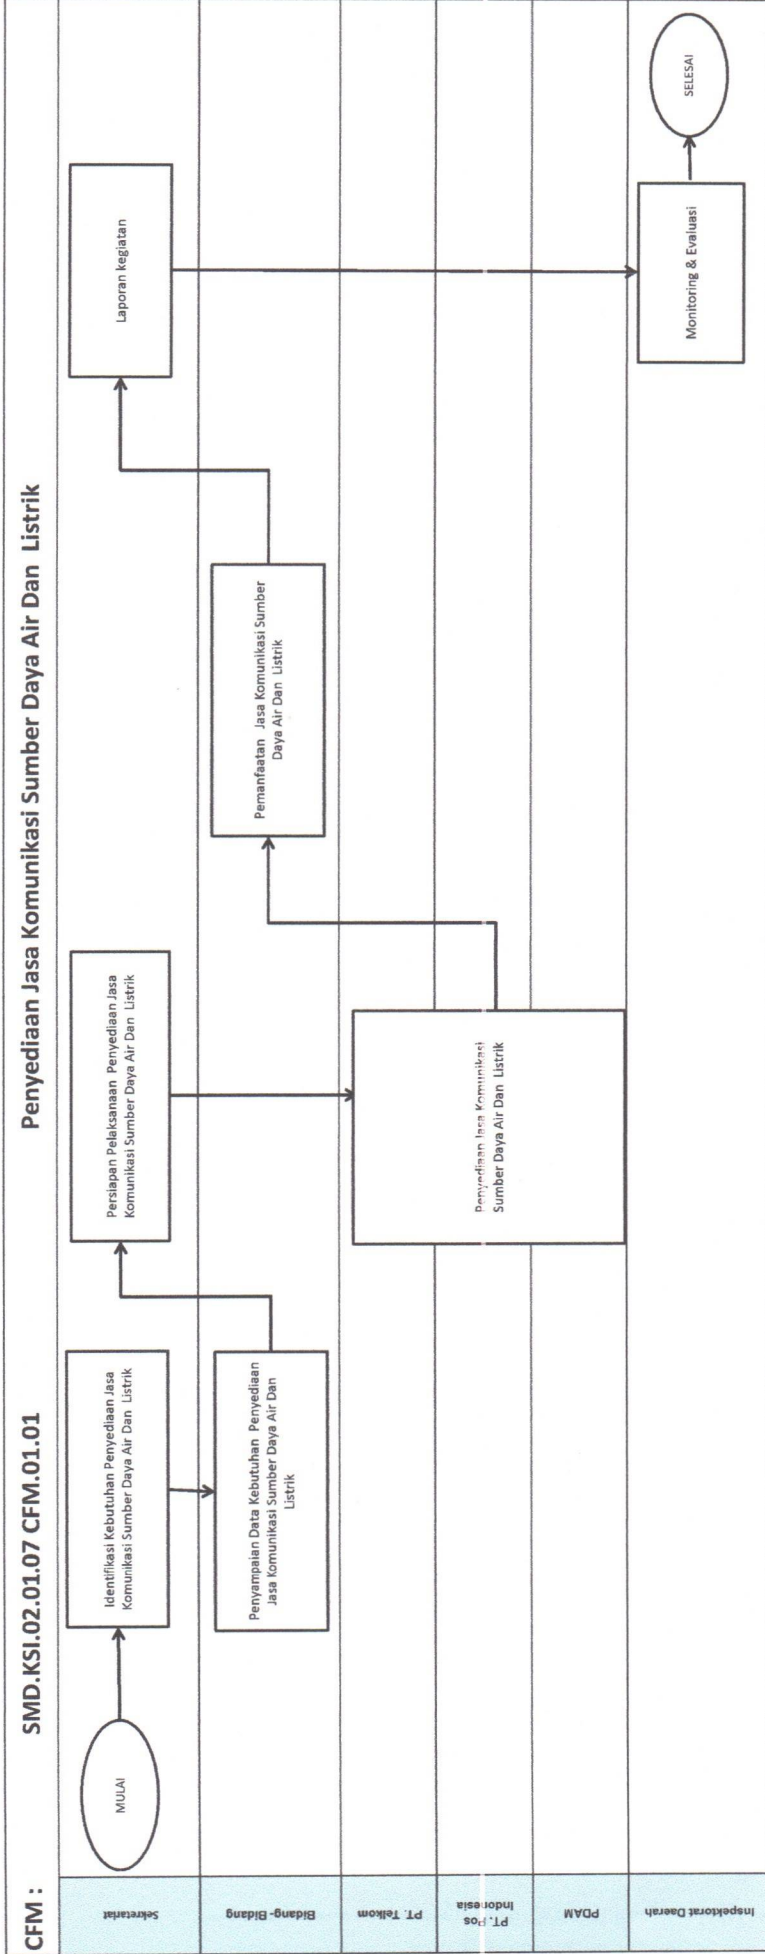 CFM :
SMD.KSI.02.01.07 CFM.01.01
Penyediaan Jasa Komunikasi Sumber Daya Air Dan Listrik
Sekretariat
MULAI
Identifikasi Kebutuhan Penyediaan Jasa
Komunikasi Sumber Daya Air Dan Listrik
Persiapan Pelaksanaan Penyediaan Jasa
Komunikasi Sumber Daya Air Dan Listrik
Laporan kegiatan
Bidang -Bidang
Penyampaian Data Kebutuhan Penyediaan
Jasa Komunikasi Sumber Daya Air Dan
Listrik
Pemanfaatan Jasa Komunikasi Sumber
Daya Air Dan Listrik
PT. Telkom
PT. Pos
Indonesia
Penyediaan Jasa Komunikasi
Sumber Daya Air Dan Listrik
PDAM
Inspektorat Daerah
Monitoring & Evaluasi
SELESAI